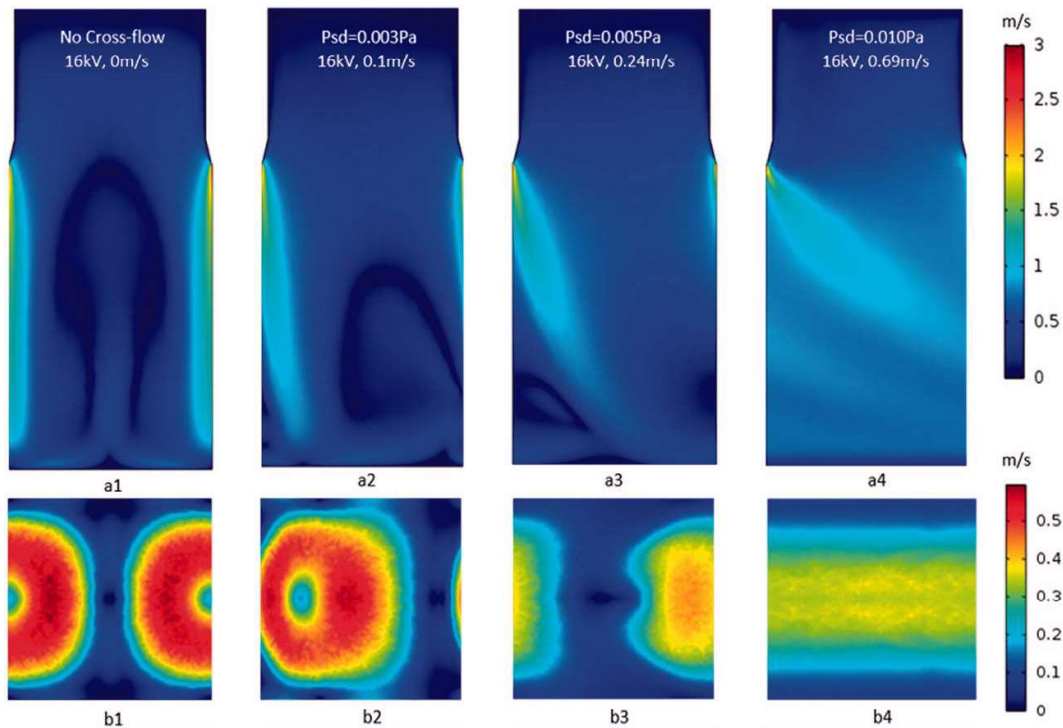 No Cross-flow
16kV, 0m/s
Psd=0.003Pa
16kV, 0.1m/s
Psd=0.005Pa
16kV, 0.24m/s
Psd=0.010Pa
16kV, 0.69m/s
m/s
3
2.5
2
1.5
1
0.5
0
a1
a2
a3
a4
m/s
0.5
0.4
0.3
0.2
0.1
0
b1
b2
b3
b4